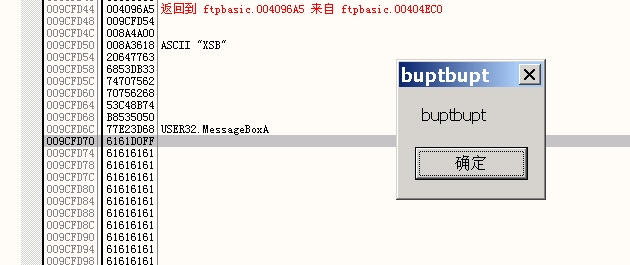 009CFD44 004096A5 返回到 ftpbasic.004096A5 来自 ftpbasic.00404EC0
009CFD48 009CFD54
009CFD4C 008A4A00
009CFD50 008A3618 ASCII "XSB"
009CFD54 20647763
009CFD58 6853DB33
009CFD5C 74707562
009CFD60 70756268
009CFD64 53C48B74
009CFD68 B8535050
009CFD6C 77E23D68 USER32.MessageBoxA
009CFD70 6161D0FF
009CFD74 61616161
009CFD78 61616161
009CFD7C 61616161
009CFD80 61616161
009CFD84 61616161
009CFD88 61616161
009CFD8C 61616161
009CFD90 61616161
009CFD94 61616161
009CFD98 61616161
buptbupt
buptbupt
确定